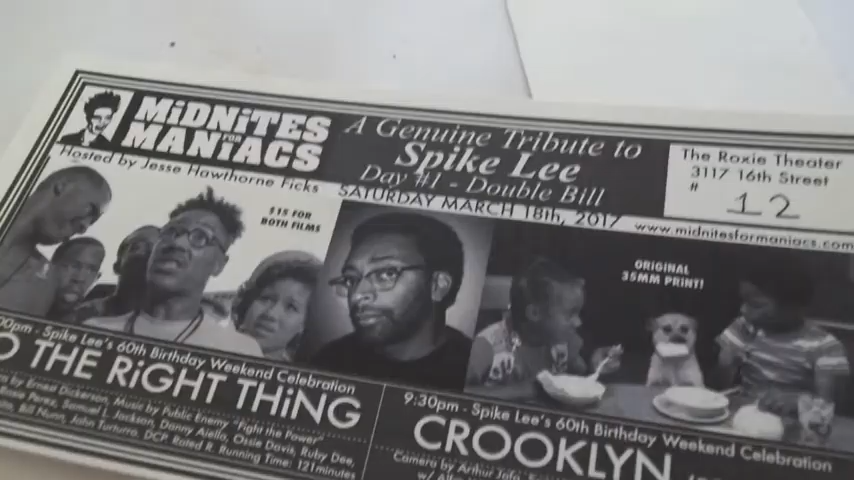 MiDNiTES
FOR
MANiACS
Hosted by Jesse Hawthorne Ficks
A Genuine Tribute to
Spike Lee
Day #1 - Double Bill
SATURDAY MARCH 18th, 2017
www.midnitesformaniacs.com
The Roxie Theater
3117 16th Street
#
12
$15 FOR
BOTH FILMS
ORIGINAL
35MM PRINT!
00pm - Spike Lee's 60th Birthday Weekend Celebration
O THE RiGHT THiNG
by Ernest Dickerson, Music by Public Enemy "Fight the Power"
Perez, Samuel L. Jackson, Danny Aiello, Ossie Davis, Ruby Dee,
Bill Nunn, John Turturro. DCP. Rated R. Running Time: 121minutes
9:30pm - Spike Lee's 60th Birthday Weekend Celebration
CROOKLYN
Camera by Arthur Jafa
w/